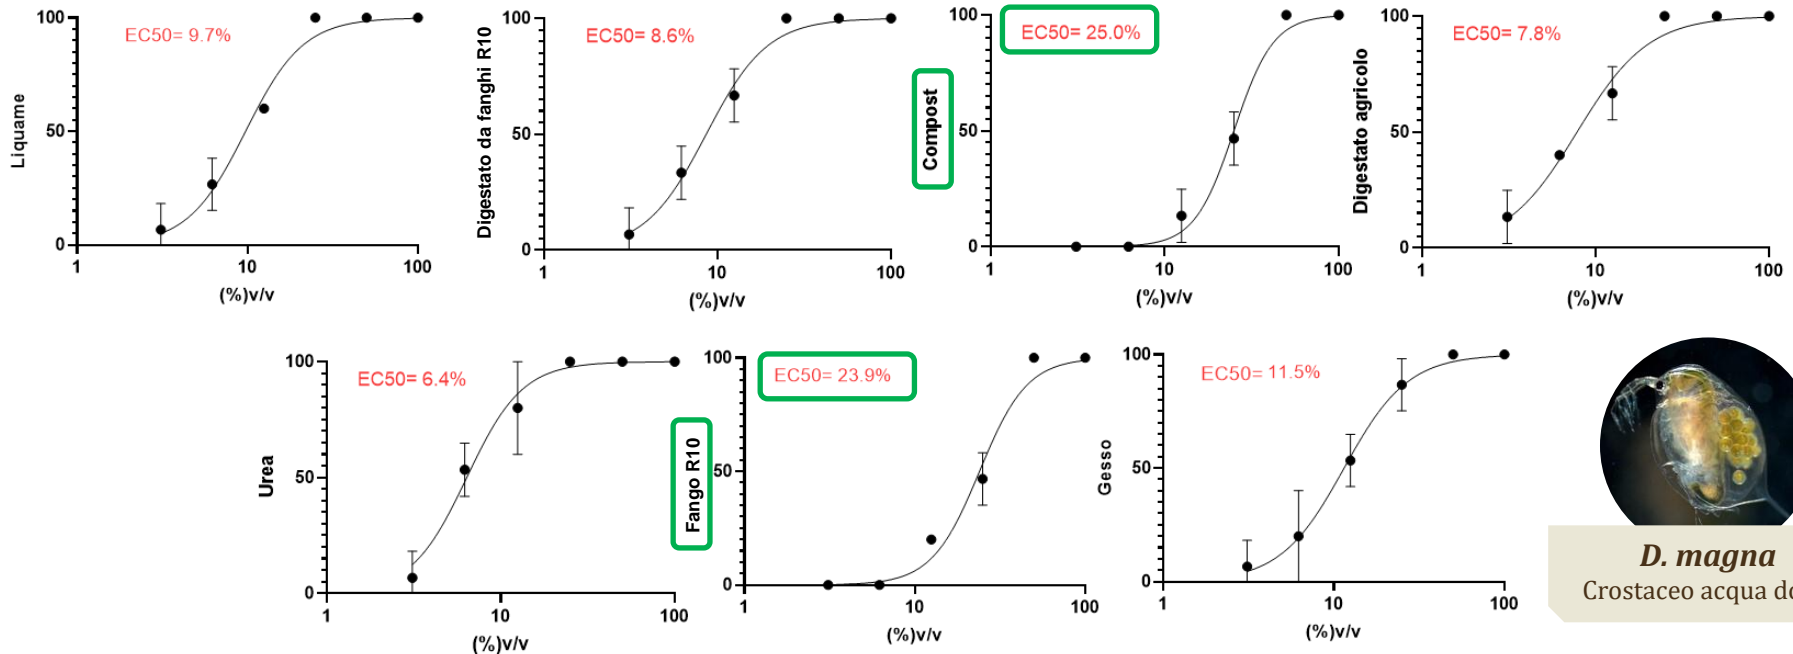 EC50= 9.7%
Liquame
100
50
0
1
10
100
(%)v/v
EC50= 8.6%
Digestato da fanghi R10
100
50
0
1
10
100
(%)v/v
EC50= 25.0%
Compost
100
50
0
1
10
100
(%)v/v
EC50= 7.8%
Digestato agricolo
100
50
0
1
10
100
(%)v/v
EC50= 6.4%
Urea
100
50
0
1
10
100
(%)v/v
EC50= 23.9%
Fango R10
100
50
0
1
10
100
(%)v/v
EC50= 11.5%
Gesso
100
50
0
1
10
100
(%)v/v
D. magna
Crostaceo acqua do